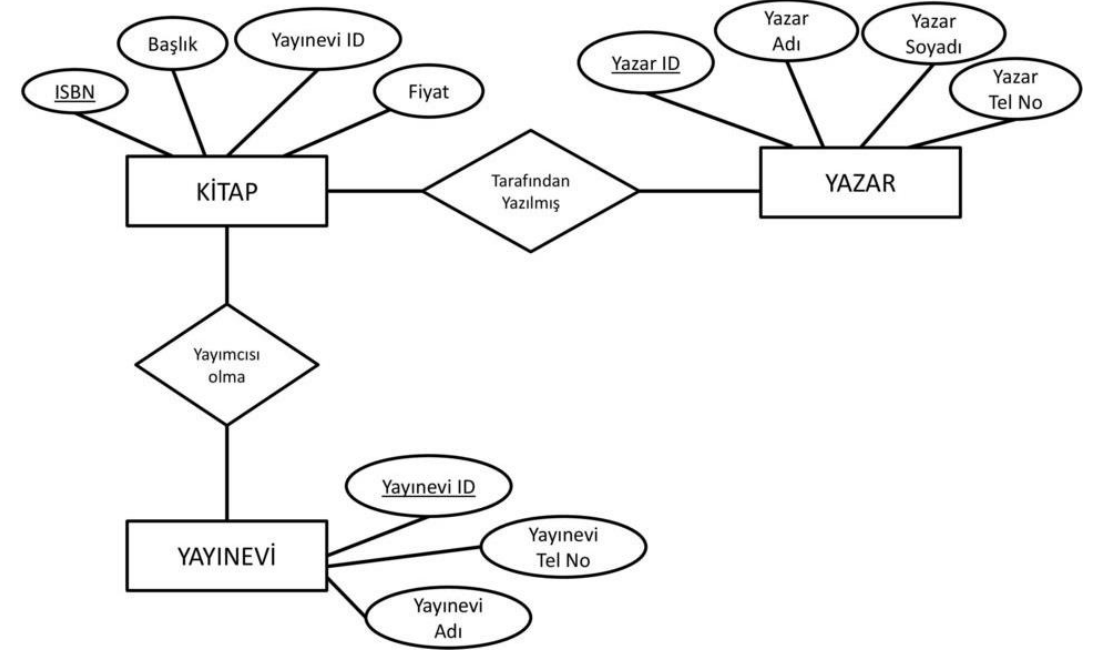 ISBN
Başlık
Yayınevi ID
Fiyat
Yazar ID
Yazar
Adı
Yazar
Soyadı
Yazar
Tel No
KİTAP
Tarafından
Yazılmış
YAZAR
Yayımcısı
olma
YAYINEVİ
Yayınevi ID
Yayınevi
Tel No
Yayınevi
Adı